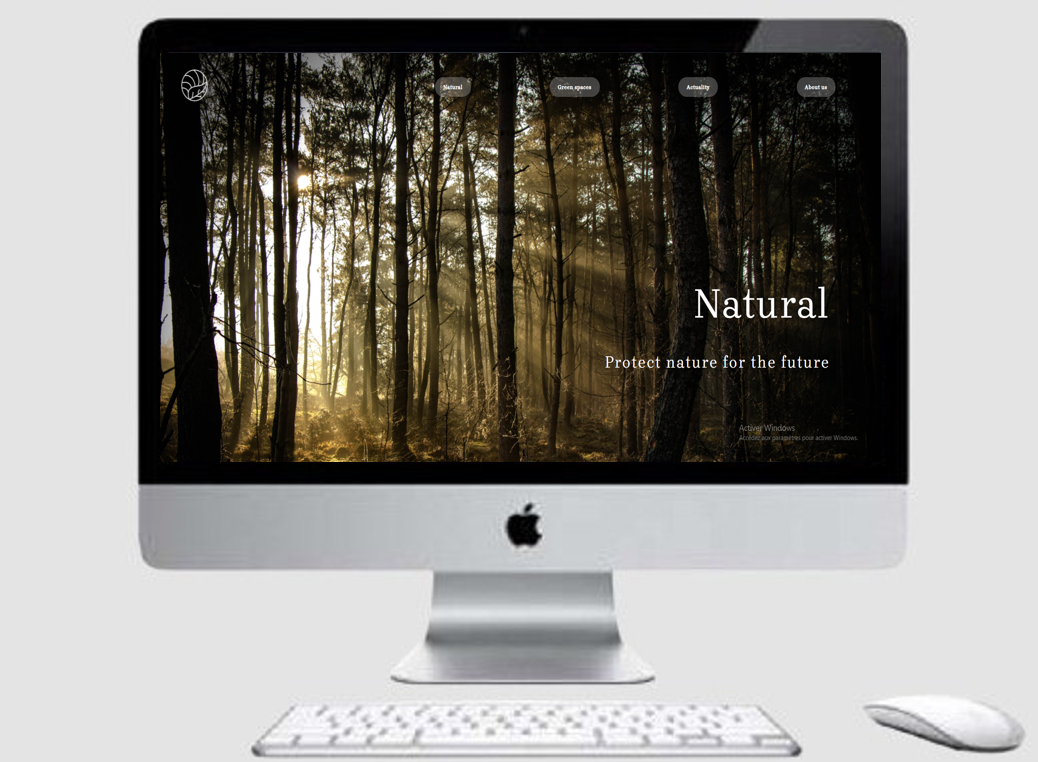 Natural
Green spaces
Actuality
About us
Natural
Protect nature for the future
Activer Windows
Accédez aux paramètres pour activer Windows.